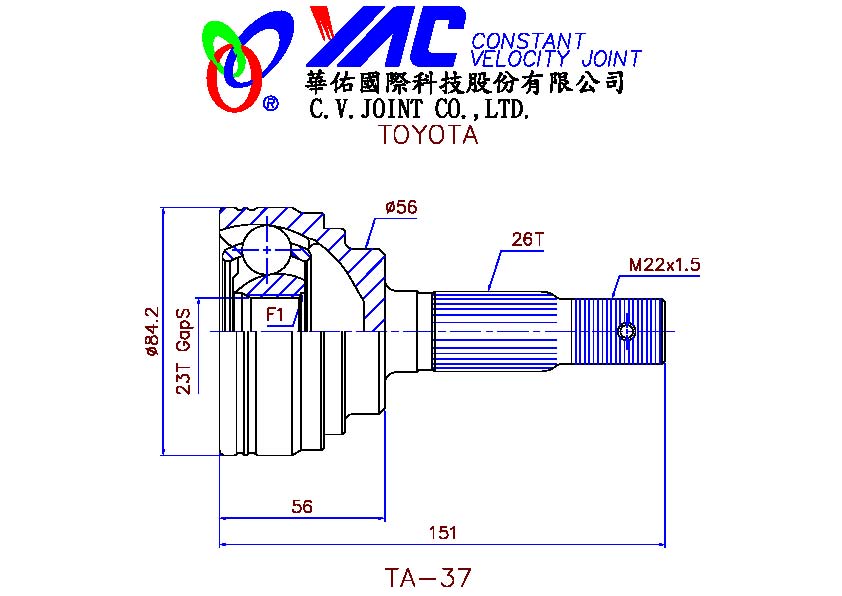 YAC CONSTANT
VELOCITY JOINT
®
華佑國際科技股份有限公司
C.V.JOINT CO.,LTD.
TOYOTA
ø56
26T
M22x1.5
F1
ø84.2
23T GapS
56
151
TA-37